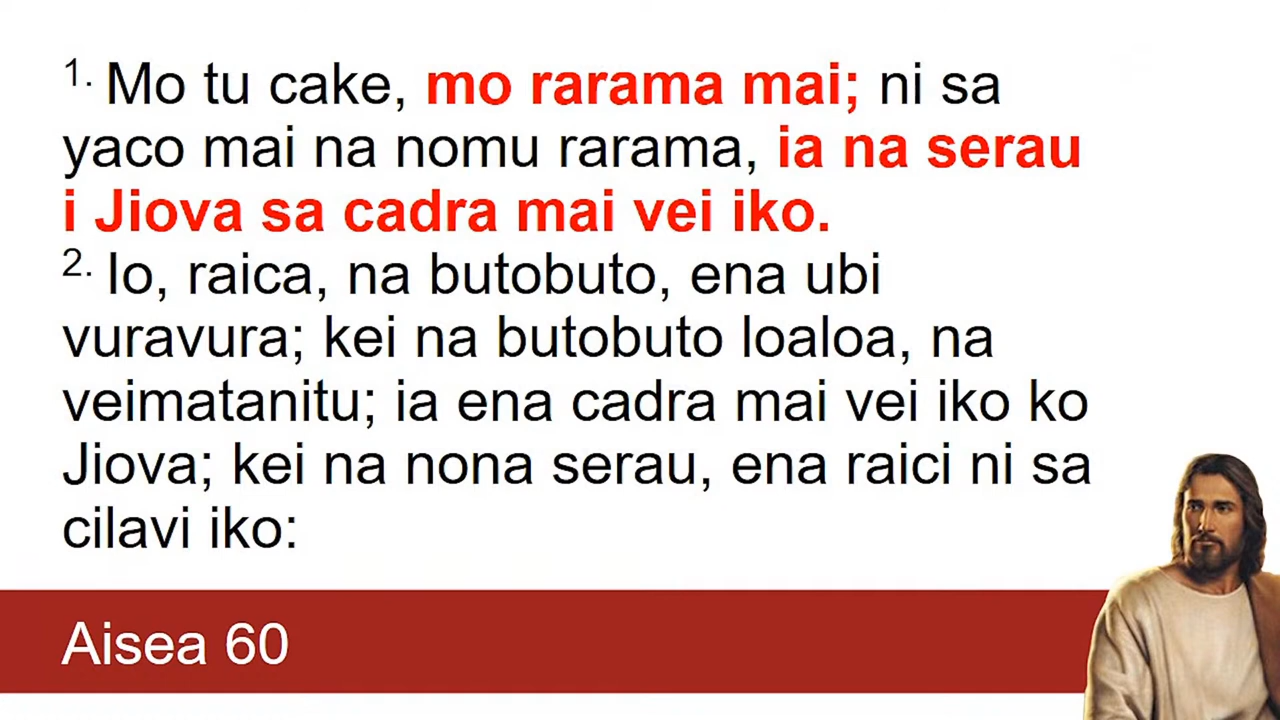 1. Mo tu cake, mo rarama mai; ni sa
yaco mai na nomu rarama, ia na serau
i Jiova sa cadra mai vei iko.
2. Io, raica, na butobuto, ena ubi
vuravura; kei na butobuto loaloa, na
veimatanitu; ia ena cadra mai vei iko ko
Jiova; kei na nona serau, ena raici ni sa
cilavi iko:
Aisea 60